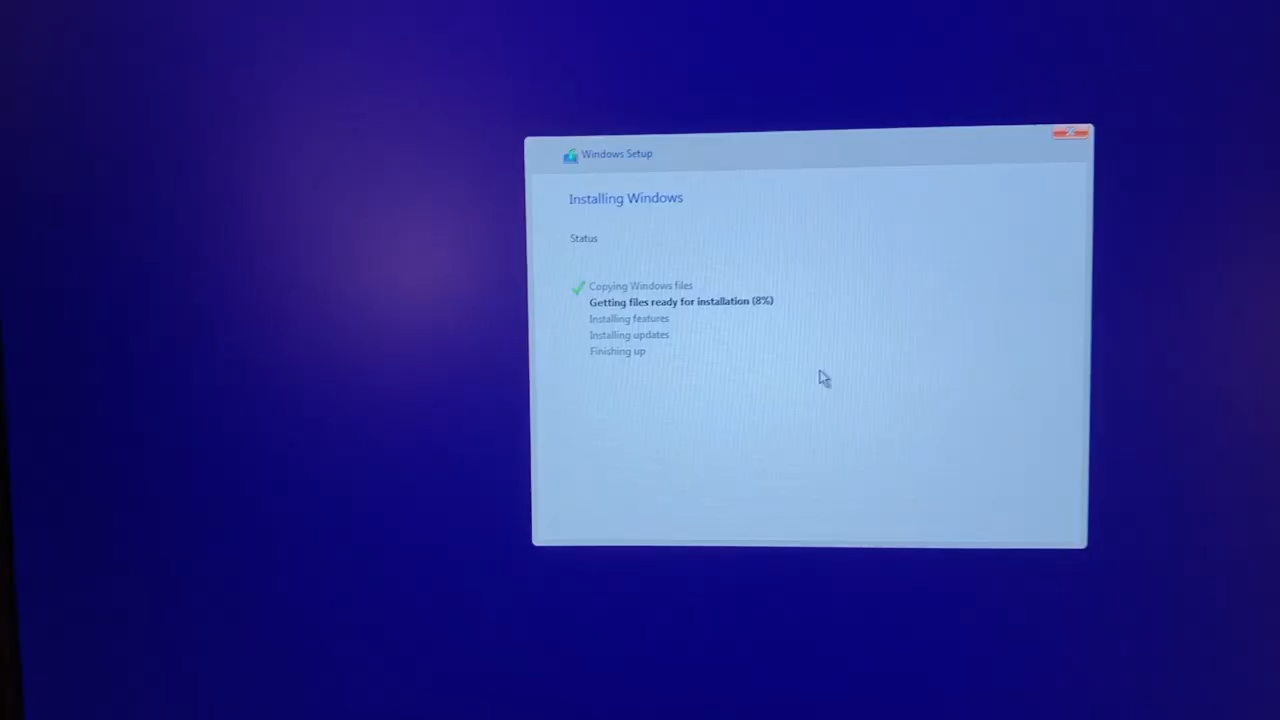 Windows Setup
Installing Windows
Status
Copying Windows files
Getting files ready for installation (8%)
Installing features
Installing updates
Finishing up